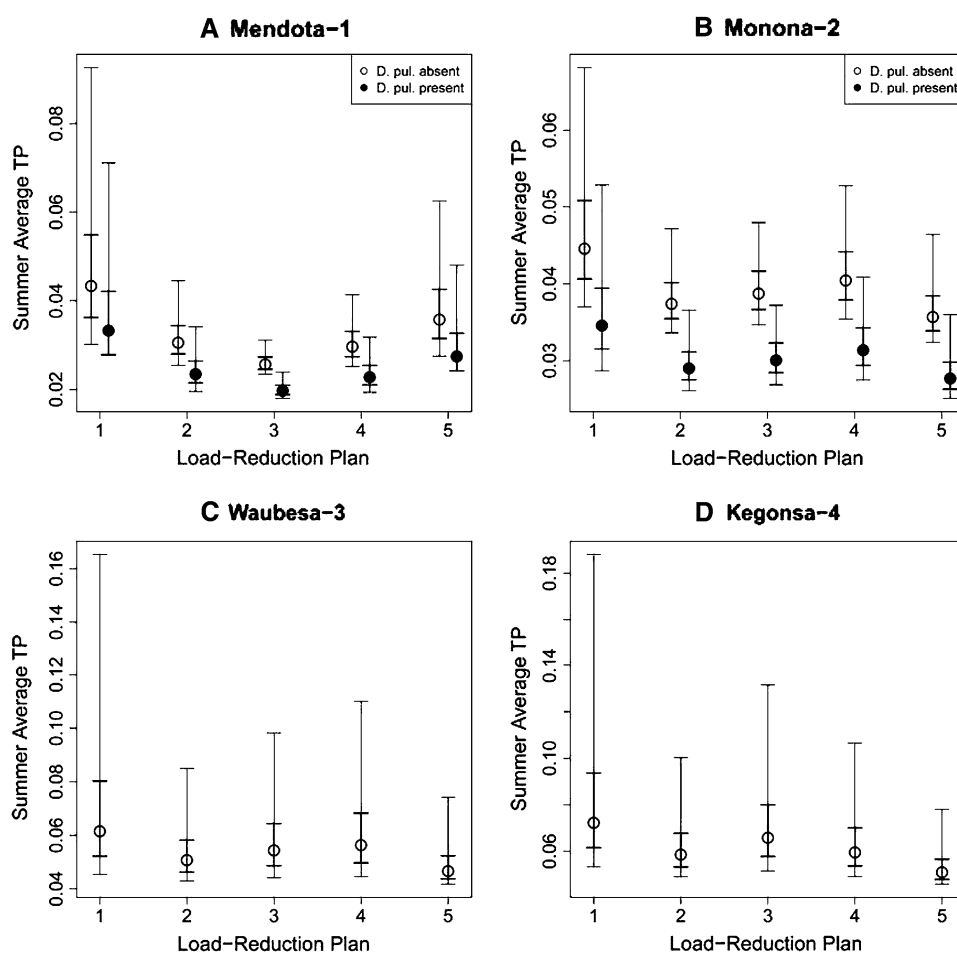 A Mendota-1
D. pul. absent
D. pul. present
Summer Average TP
0.08
0.06
0.04
0.02
1 2 3 4 5
Load-Reduction Plan
B Monona-2
D. pul. absent
D. pul. present
Summer Average TP
0.06
0.05
0.04
0.03
1 2 3 4 5
Load-Reduction Plan
C Waubesa-3
Summer Average TP
0.16
0.14
0.12
0.10
0.08
0.06
0.04
1 2 3 4 5
Load-Reduction Plan
D Kegonsa-4
Summer Average TP
0.18
0.14
0.10
0.06
1 2 3 4 5
Load-Reduction Plan